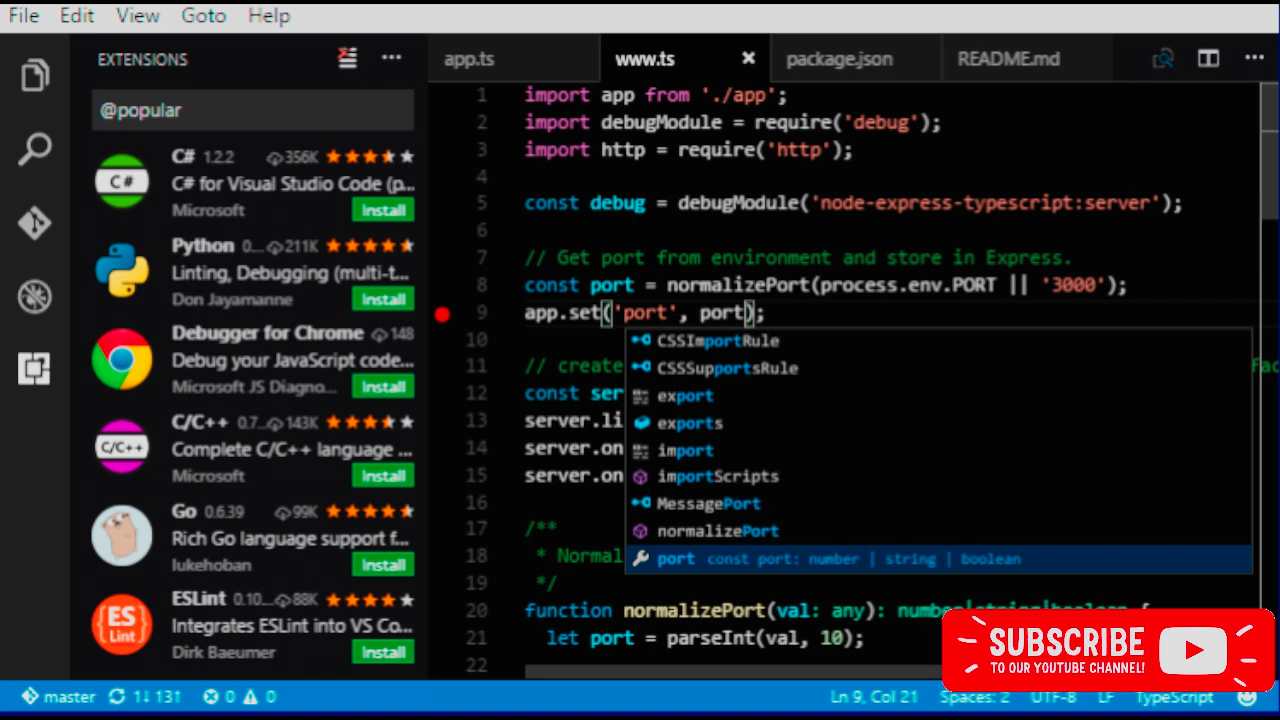 File Edit View Goto Help
EXTENSIONS
@popular
C# 1.2.2 356K
C# for Visual Studio Code (p...
Microsoft Install
Python 0... 211K
Linting, Debugging (multi-t...
Don Jayamanne Install
Debugger for Chrome 148
Debug your JavaScript code...
Microsoft JS Diagno... Install
C/C++ 0.7... 143K
Complete C/C++ language ...
Microsoft Install
Go 0.6.39 99K
Rich Go language support f...
lukehoban Install
ESLint 0.10... 88K
Integrates ESLint into VS Co...
Dirk Baeumer Install
C#
C/C++
ES
Lint
app.ts www.ts package.json README.md
1 import app from './app';
2 import debugModule = require('debug');
3 import http = require('http');
4
5 const debug = debugModule('node-express-typescript:server');
6
7 // Get port from environment and store in Express.
8 const port = normalizePort(process.env.PORT || '3000');
9 app.set('port', port);
10
11 // create
12 const ser
13 server.li
14 server.on
15 server.on
16
17 /**
18 * Normal
19 */
20 function normalizePort(val: any): number|string|boolean {
21 let port = parseInt(val, 10);
22
CSSImportRule
CSSSupportsRule
export
exports
import
importScripts
MessagePort
normalizePort
port const port: number | string | boolean
SUBSCRIBE
TO OUR YOUTUBE CHANNEL!
master 1↓ 13↑ 0 0 Ln 9, Col 21 Spaces: 2 UTF-8 LF TypeScript